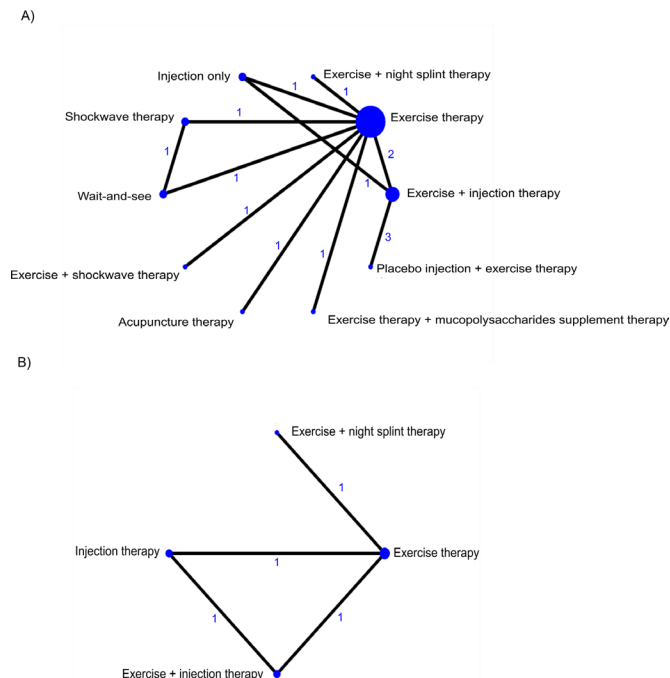 A)
Injection only
Exercise + night splint therapy
1
1
Shockwave therapy
1
Exercise therapy
1
2
Wait-and-see
1
1
Exercise + injection therapy
1
3
1
1
Exercise + shockwave therapy
Placebo injection + exercise therapy
Acupuncture therapy
Exercise therapy + mucopolysaccharides supplement therapy
B)
Exercise + night splint therapy
1
Injection therapy
Exercise therapy
1
1
1
Exercise + injection therapy